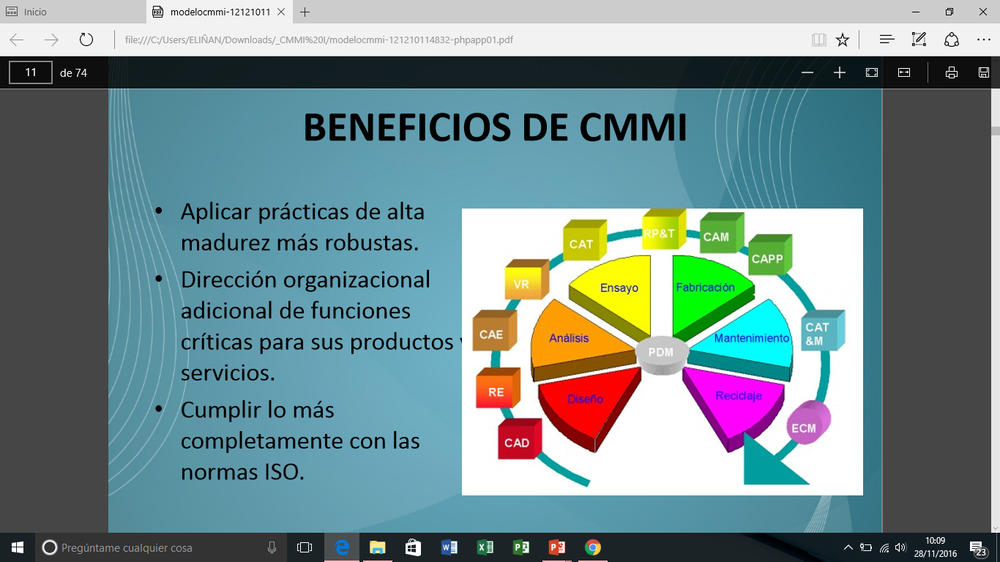 Inicio
modelocmmi-12121011
file:///C:/Users/ELIÑAN/Downloads/_CMMI%20I/modelocmmi-121210114832-phpapp01.pdf
11 de 74
BENEFICIOS DE CMMI
• Aplicar prácticas de alta
madurez más robustas.
• Dirección organizacional
adicional de funciones
críticas para sus productos
servicios.
• Cumplir lo más
completamente con las
normas ISO.
RP&T
CAM
CAT
CAPP
VR
Ensayo
Fabricación
CAE
Análisis
Mantenimiento
CAT
&M
PDM
RE
Diseño
Reciclaje
ECM
CAD
Pregúntame cualquier cosa
10:09
28/11/2016
23